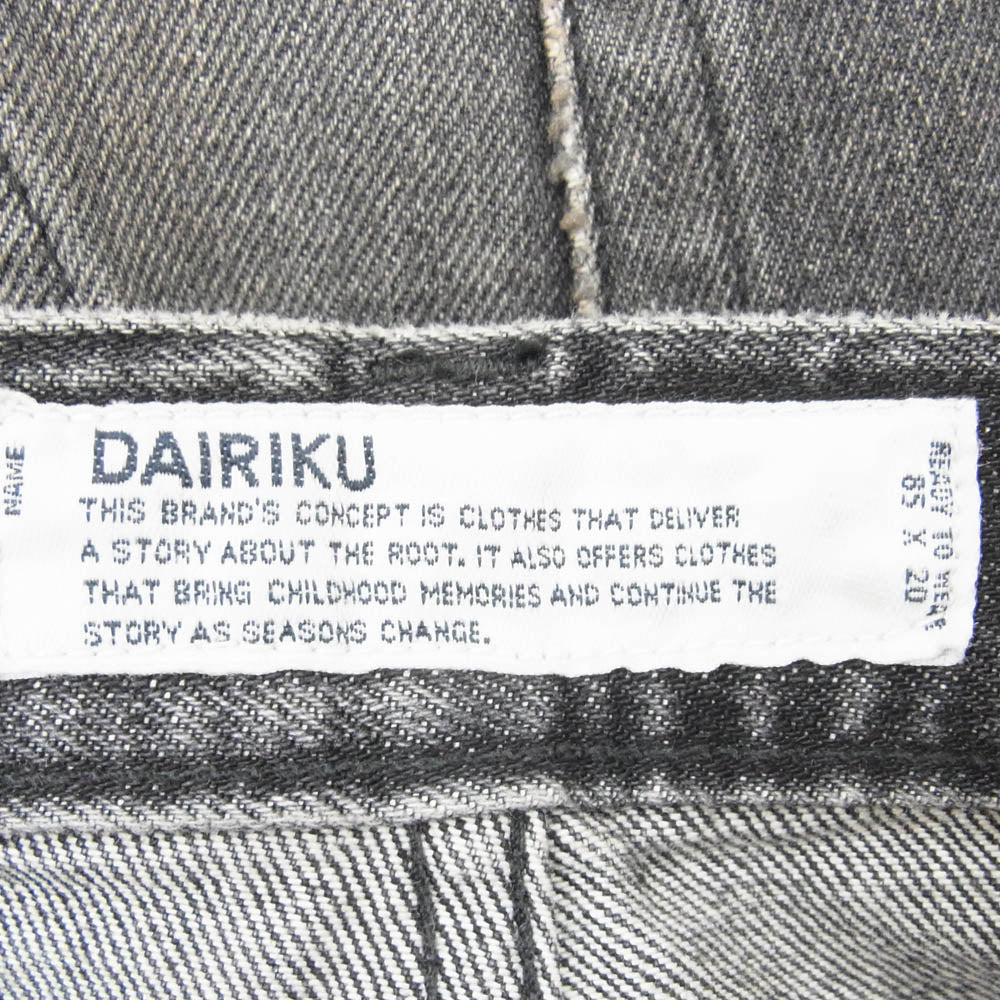 NAME
DAIRIKU
THIS BRAND'S CONCEPT IS CLOTHES THAT DELIVER
A STORY ABOUT THE ROOT. IT ALSO OFFERS CLOTHES
THAT BRING CHILDHOOD MEMORIES AND CONTINUE THE
STORY AS SEASONS CHANGE.
READY TO WEAR
85 X 20